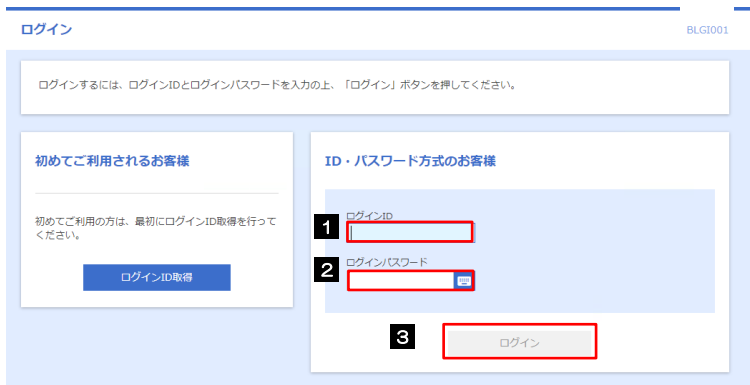 ログイン
BLGI001
ログインするには、ログインIDとログインパスワードを入力の上、「ログイン」ボタンを押してください。
初めてご利用されるお客様
初めてご利用の方は、最初にログインID取得を行って
ください。
ログインID取得
ID・パスワード方式のお客様
1
ログインID
2
ログインパスワード
3
ログイン